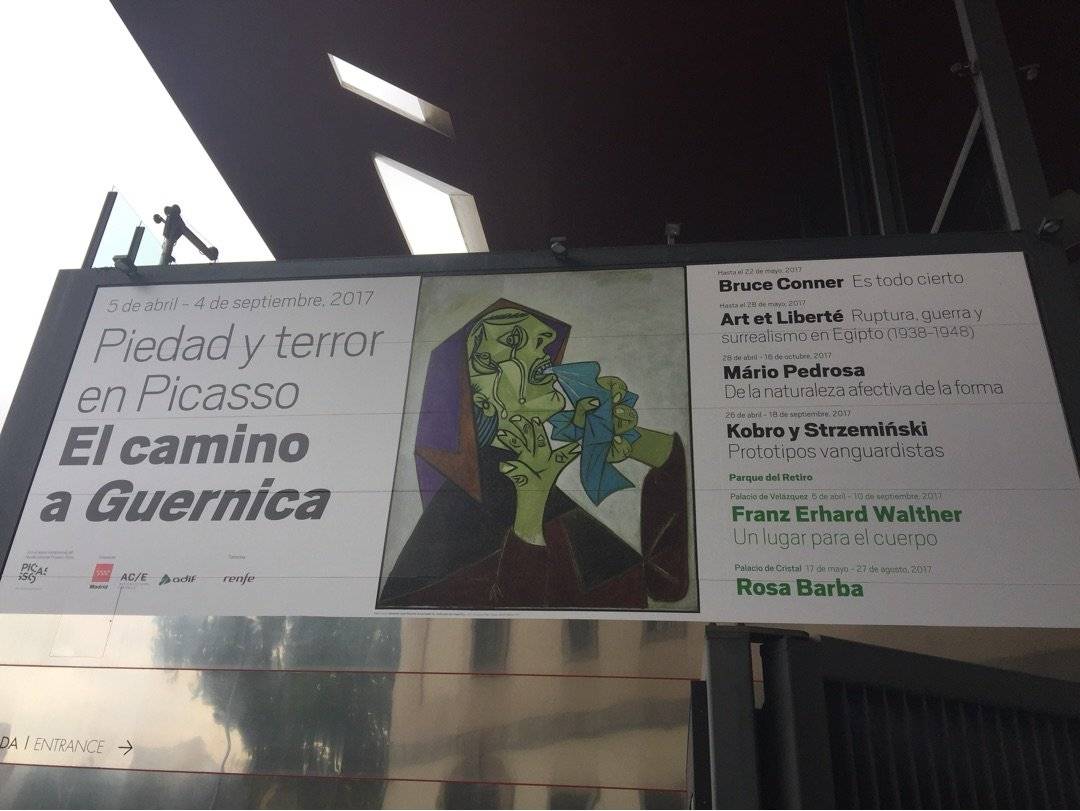 5 de abril – 4 de septiembre, 2017
Piedad y terror
en Picasso
El camino
a Guernica
Madrid
AC/E
adif
renfe
Hasta el 22 de mayo, 2017
Bruce Conner Es todo cierto
Hasta el 28 de mayo, 2017
Art et Liberté Ruptura, guerra y
surrealismo en Egipto (1938–1948)
28 de abril – 16 de octubre, 2017
Mário Pedrosa
De la naturaleza afectiva de la forma
26 de abril – 18 de septiembre, 2017
Kobro y Strzemiński
Prototipos vanguardistas
Parque del Retiro
Palacio de Velázquez 6 de abril – 10 de septiembre, 2017
Franz Erhard Walther
Un lugar para el cuerpo
Palacio de Cristal 17 de mayo – 27 de agosto, 2017
Rosa Barba
DA | ENTRANCE →